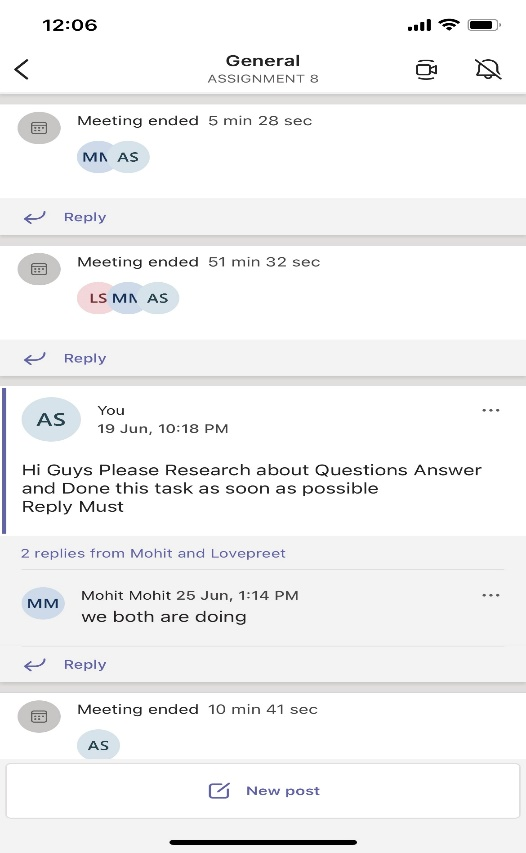 12:06
General
ASSIGNMENT 8
Meeting ended 5 min 28 sec
MM AS
Reply
Meeting ended 51 min 32 sec
LS MM AS
Reply
AS
You
19 Jun, 10:18 PM
Hi Guys Please Research about Questions Answer
and Done this task as soon as possible
Reply Must
2 replies from Mohit and Lovepreet
MM
Mohit Mohit 25 Jun, 1:14 PM
we both are doing
Reply
Meeting ended 10 min 41 sec
AS
New post